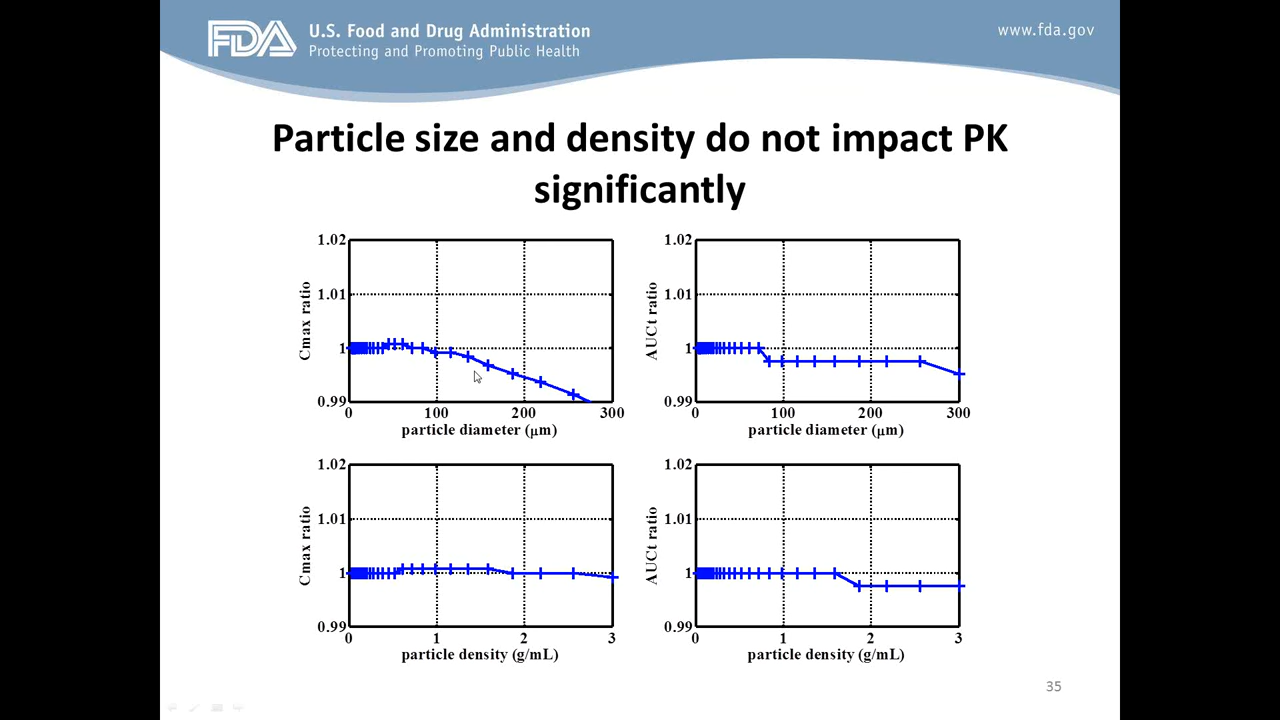 FDA
U.S. Food and Drug Administration
Protecting and Promoting Public Health
www.fda.gov
Particle size and density do not impact PK
significantly
1.02
1.01
1
0.99
Cmax ratio
0 100 200 300
particle diameter (μm)
1.02
1.01
1
0.99
AUCt ratio
0 100 200 300
particle diameter (μm)
1.02
1.01
1
0.99
Cmax ratio
0 1 2 3
particle density (g/mL)
1.02
1.01
1
0.99
AUCt ratio
0 1 2 3
particle density (g/mL)
35